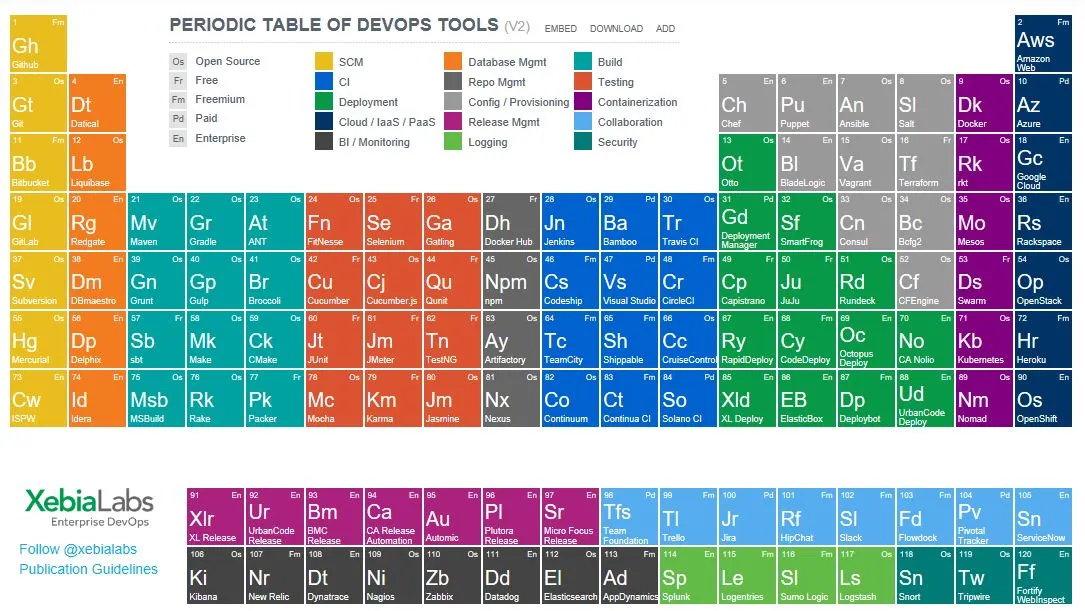 PERIODIC TABLE OF DEVOPS TOOLS (V2) EMBED DOWNLOAD ADD
Os Open Source
Fr Free
Fm Freemium
Pd Paid
En Enterprise
SCM
CI
Deployment
Cloud / IaaS / PaaS
BI / Monitoring
Database Mgmt
Repo Mgmt
Config / Provisioning
Release Mgmt
Logging
Build
Testing
Containerization
Collaboration
Security
1 Fm 2 Fm
Gh Aws
Github Amazon
Web
3 Os 4 En 5 En 6 En 7 Os 8 Os 9 Os 10 Pd
Gt Dt Ch Pu An Sl Dk Az
Git Datical Chef Puppet Ansible Salt Docker Azure
11 Fm 12 Os 13 Os 14 En 15 Os 16 Fr 17 Os 18 En
Bb Lb Ot Bl Va Tf Rk Gc
Bitbucket Liquibase Otto BladeLogic Vagrant Terraform rkt Google
Cloud
19 Os 20 En 21 Os 22 Os 23 Os 24 Os 25 Fr 26 Os 27 Fr 28 Os 29 Pd 30 Os 31 Pd 32 Os 33 Os 34 Fr 35 Os 36 En
Gl Rg Mv Gr At Fn Se Ga Dh Jn Ba Tr Gd Sf Cn Bc Mo Rs
GitLab Redgate Maven Gradle ANT FitNesse Selenium Gatling Docker Hub Jenkins Bamboo Travis CI Deployment SmartFrog Consul Bcfg2 Mesos Rackspace
Manager
37 Os 38 En 39 Os 40 Os 41 Os 42 Fr 43 Os 44 Fr 45 Os 46 Fm 47 Pd 48 Fm 49 Fr 50 Fr 51 Os 52 Os 53 Fr 54 Os
Sv Dm Gn Gp Br Cu Cj Qu Npm Cs Vs Cr Cp Ju Rd Cf Ds Op
Subversion DBmaestro Grunt Gulp Broccoli Cucumber Cucumber.js Qunit npm Codeship Visual Studio CircleCI Capistrano JuJu Rundeck CFEngine Swarm OpenStack
55 Os 56 En 57 Fr 58 Os 59 Os 60 Fr 61 Fr 62 Fr 63 Os 64 Fm 65 Fm 66 Os 67 En 68 Fm 69 En 70 En 71 Os 72 Fm
Hg Dp Sb Mk Ck Jt Jm Tn Ay Tc Sh Cc Ry Cy Oc No Kb Hr
Mercurial Delphix sbt Make CMake JUnit JMeter TestNG Artifactory TeamCity Shippable CruiseControl RapidDeploy CodeDeploy Octopus CA Nolio Kubernetes Heroku
Deploy
73 En 74 En 75 Os 76 Os 77 Fr 78 Os 79 Fr 80 Os 81 Os 82 Os 83 Fm 84 Pd 85 En 86 En 87 Fm 88 En 89 Os 90 En
Cw Id Msb Rk Pk Mc Km Jm Nx Co Ct So Xld EB Dp Ud Nm Os
ISPW Idera MSBuild Rake Packer Mocha Karma Jasmine Nexus Continuum Continua CI Solano CI XL Deploy ElasticBox Deploybot UrbanCode Nomad OpenShift
Deploy
XebiaLabs
Enterprise DevOps
Follow @xebialabs
Publication Guidelines
91 En 92 En 93 En 94 En 95 En 96 En 97 En 98 Pd 99 Fm 100 Pd 101 Fm 102 Fm 103 Fm 104 Pd 105 En
Xlr Ur Bm Ca Au Pl Sr Tfs Tl Jr Rf Sl Fd Pv Sn
XL Release UrbanCode BMC CA Release Automic Plutora Micro Focus Team Trello Jira HipChat Slack Flowdock Pivotal ServiceNow
Release Release Automation Release Release Foundation Tracker
106 Os 107 Fm 108 En 109 Os 110 Os 111 En 112 Os 113 Fm 114 En 115 Fm 116 Fm 117 Os 118 Os 119 Os 120 En
Ki Nr Dt Ni Zb Dd El Ad Sp Le Sl Ls Sn Tw Ff
Kibana New Relic Dynatrace Nagios Zabbix Datadog Elasticsearch AppDynamics Splunk Logentries Sumo Logic Logstash Snort Tripwire Fortify
WebInspect